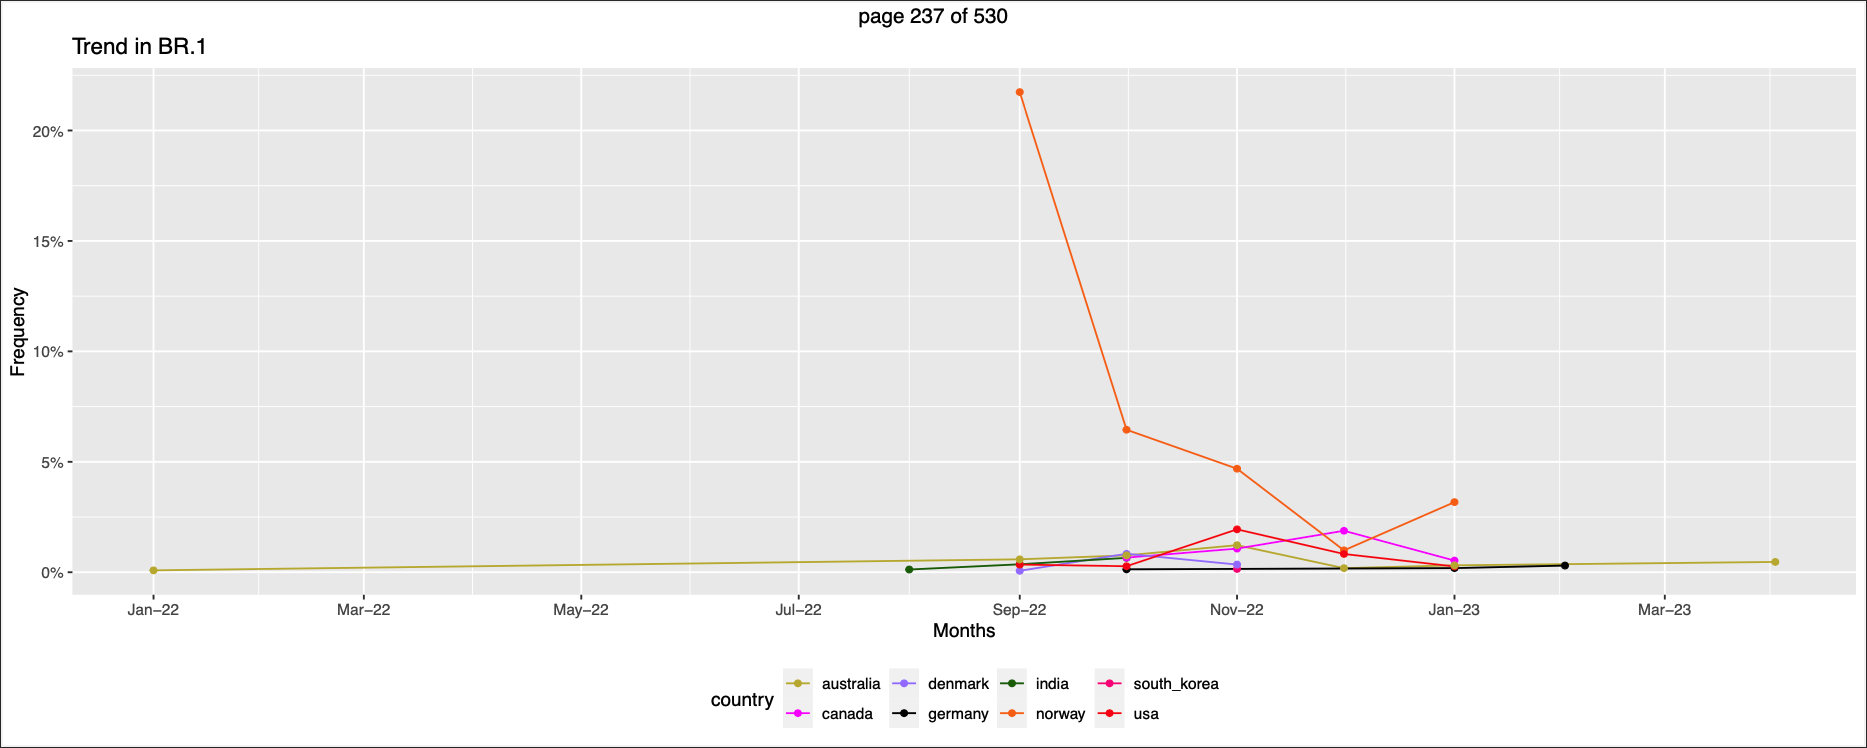 page 237 of 530
Trend in BR.1
Frequency
20%
15%
10%
5%
0%
Jan–22 Mar–22 May–22 Jul–22 Sep–22 Nov–22 Jan–23 Mar–23
Months
country
australia denmark india south_korea
canada germany norway usa